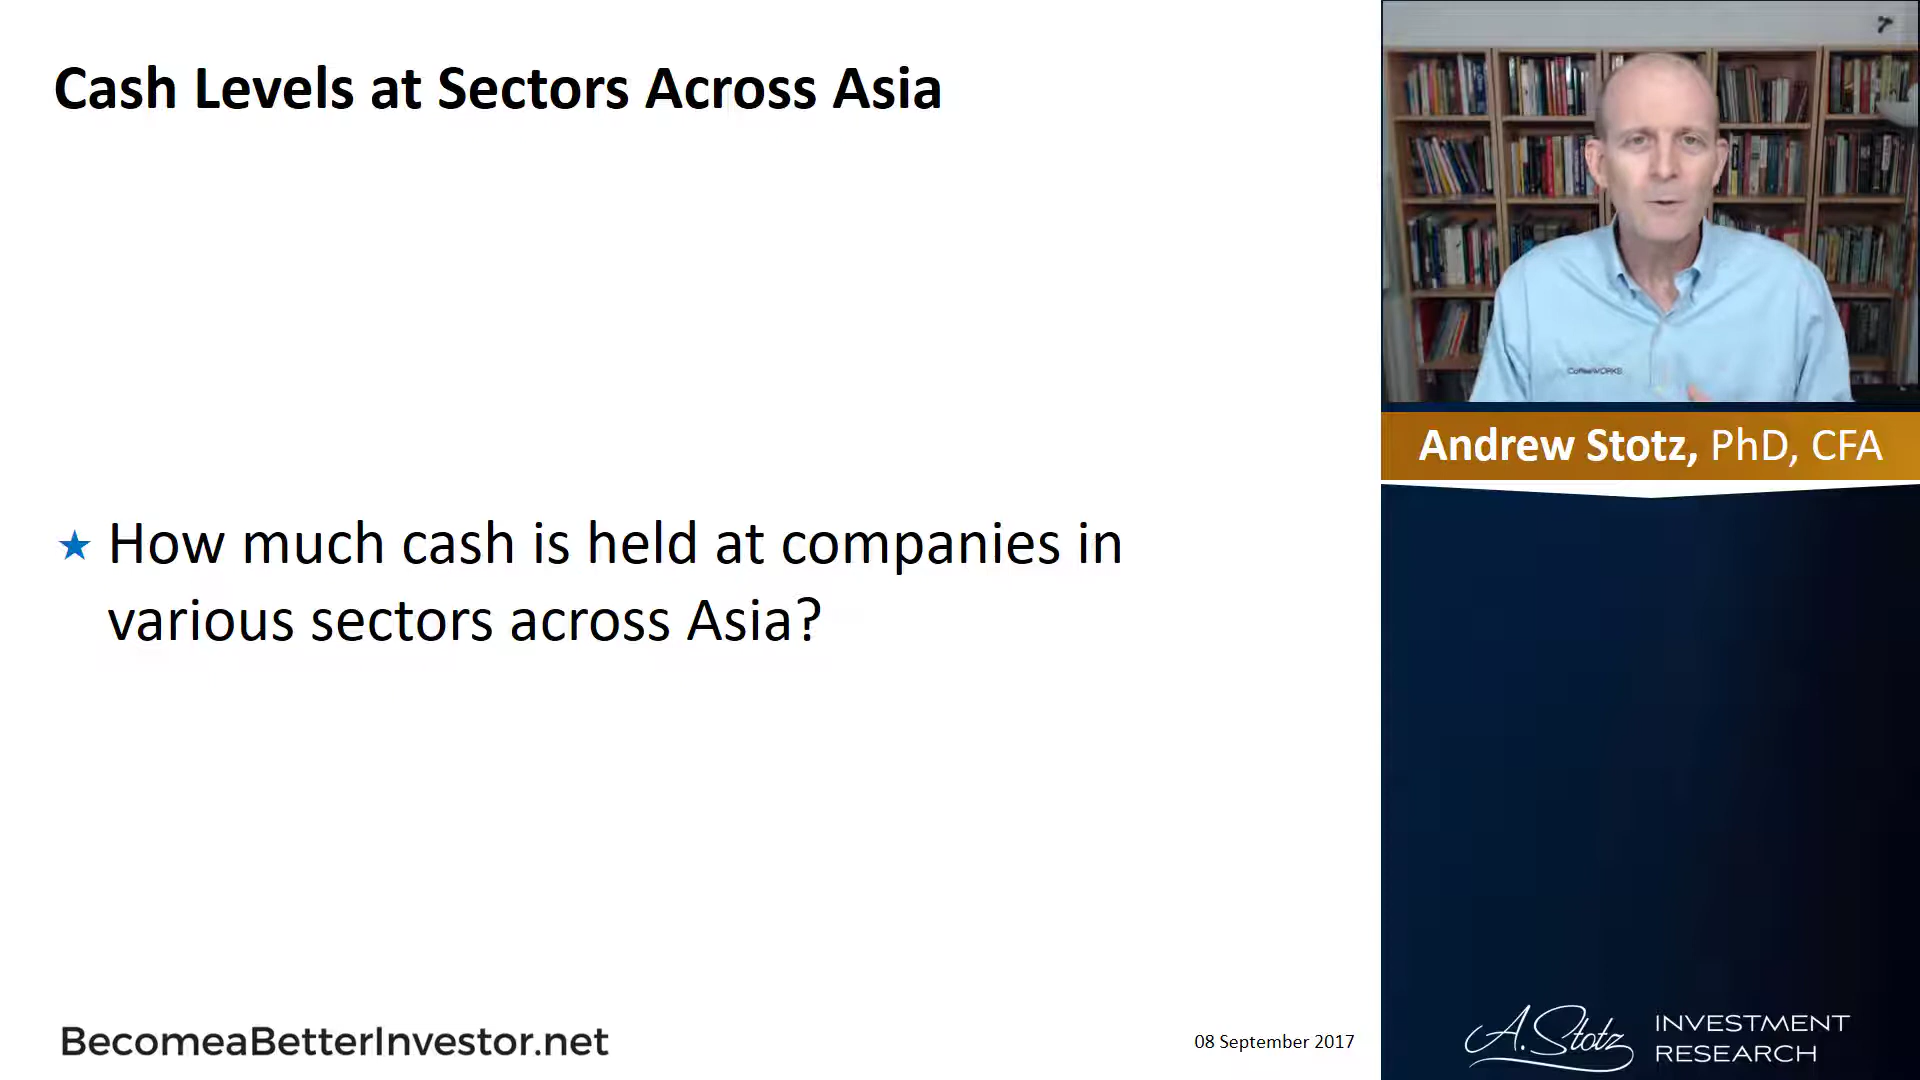 Cash Levels at Sectors Across Asia
★ How much cash is held at companies in
various sectors across Asia?
BecomeaBetterInvestor.net
08 September 2017
CoffeeWORKS
Andrew Stotz, PhD, CFA
A.Stotz
INVESTMENT
RESEARCH